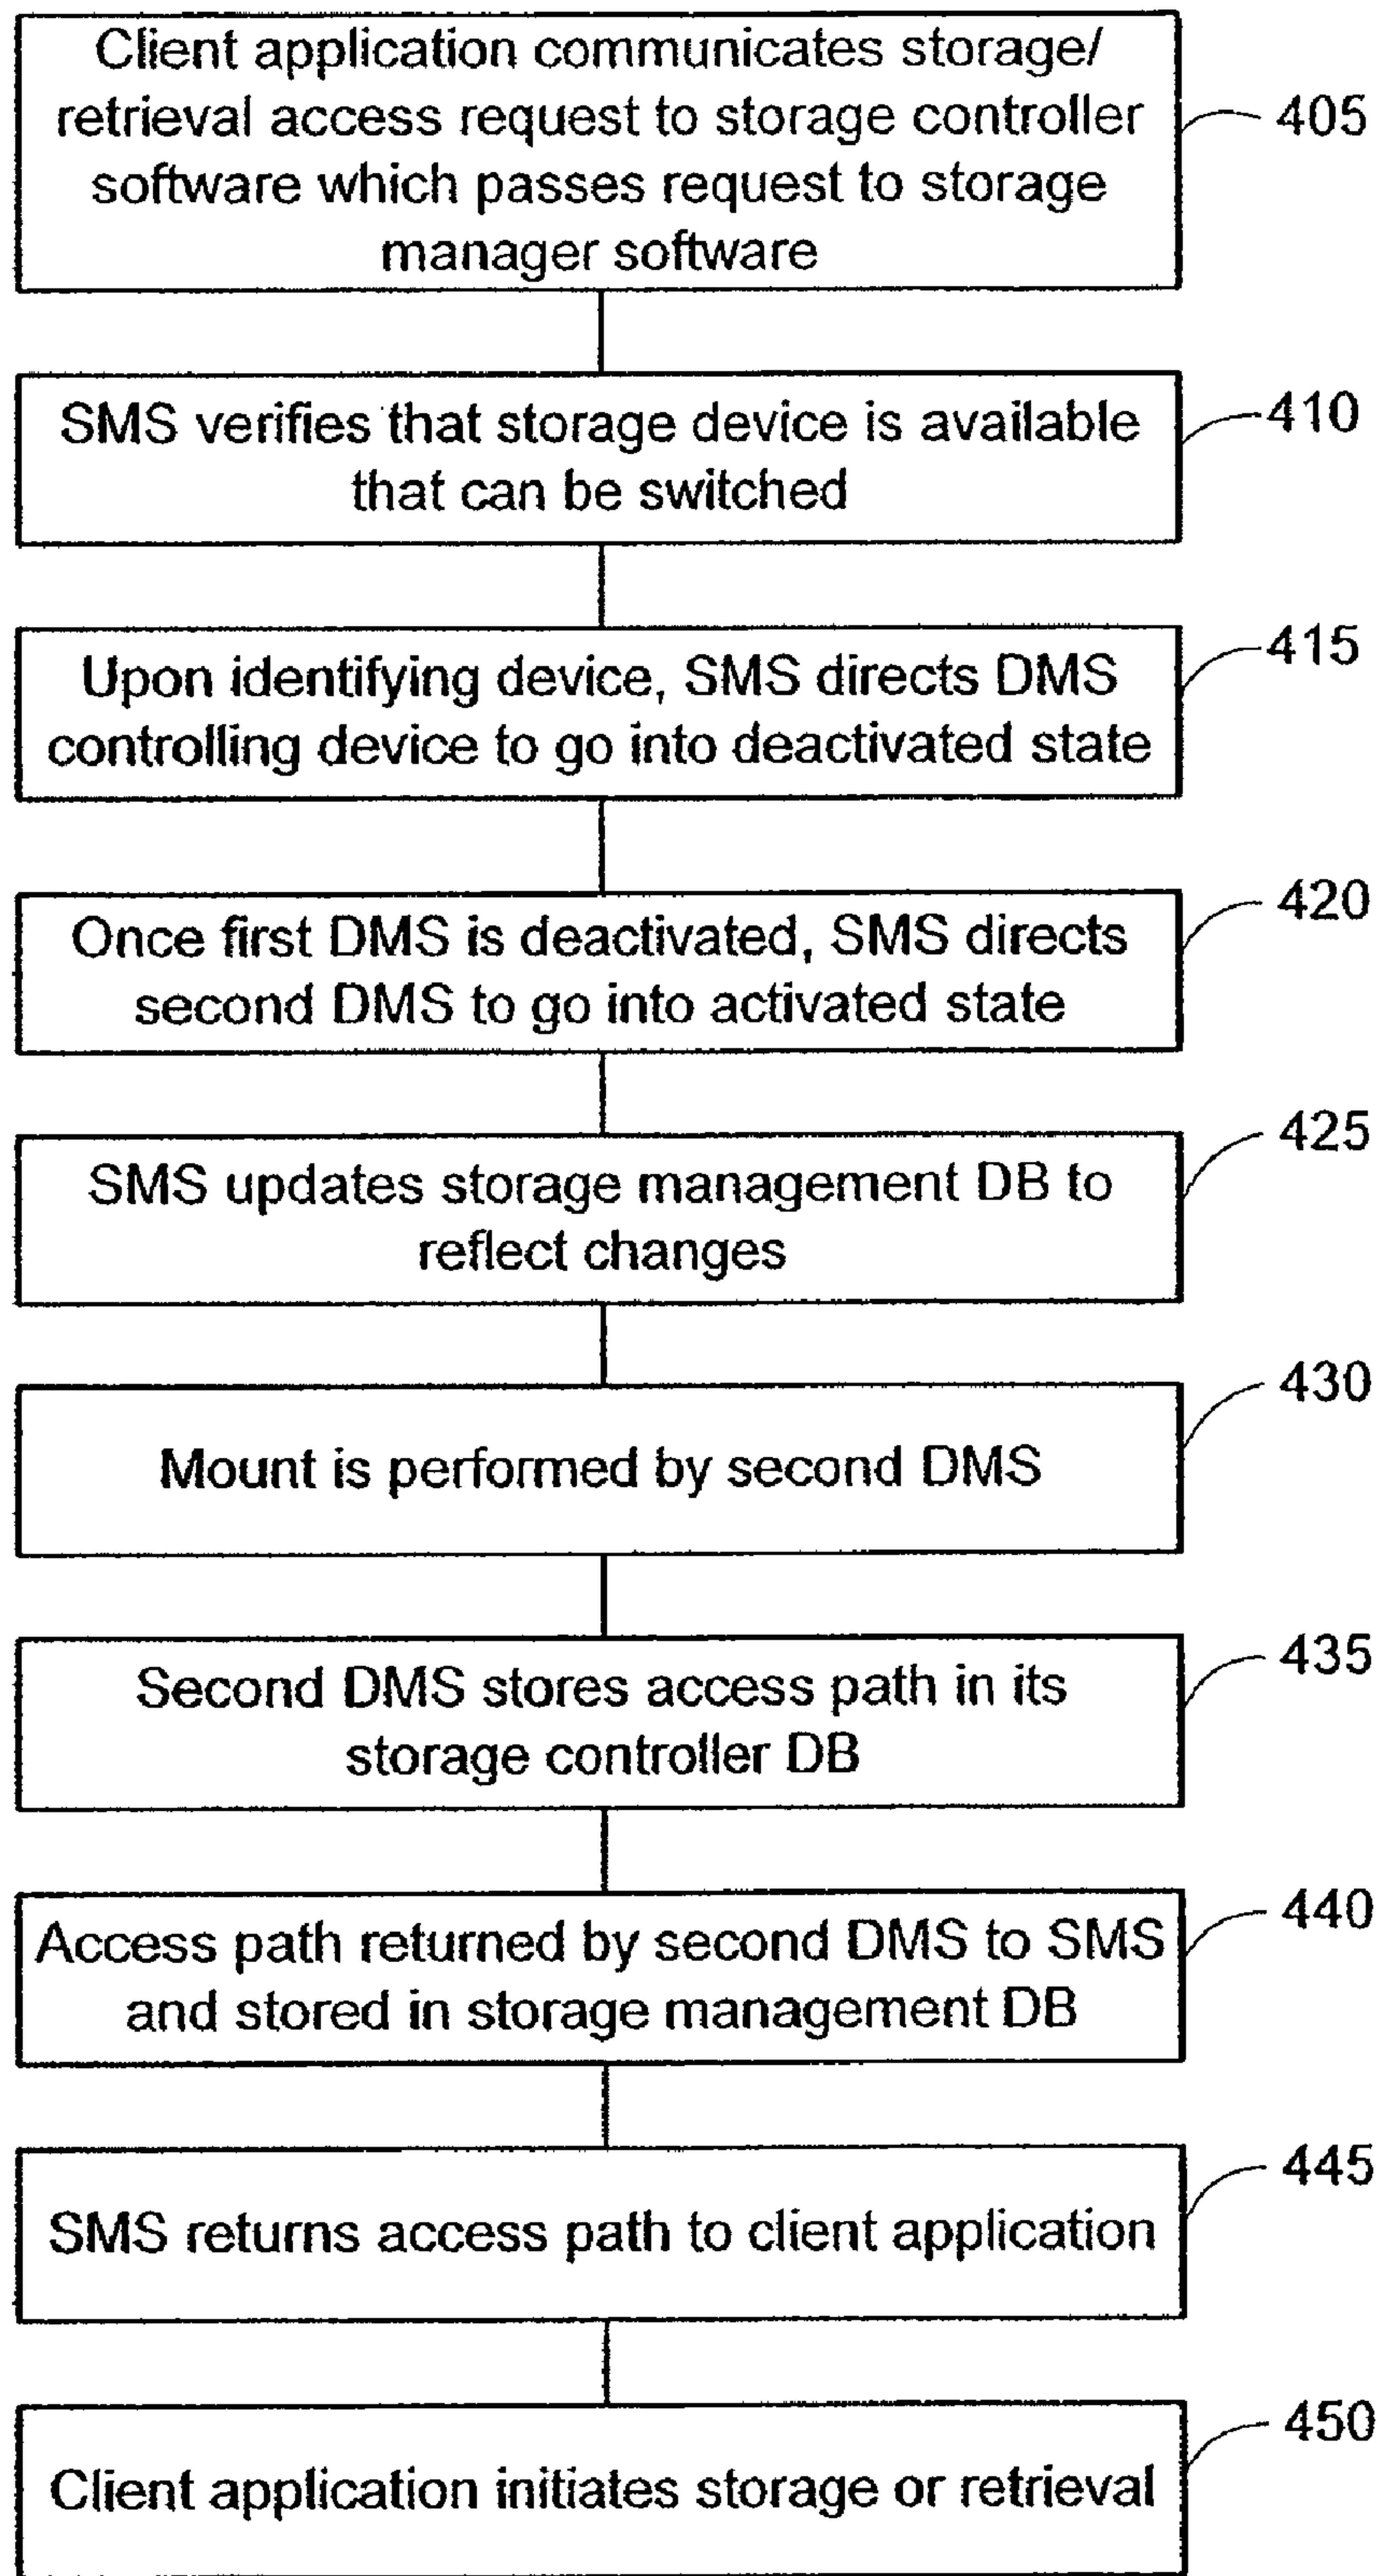 Client application communicates storage/
retrieval access request to storage controller
software which passes request to storage
manager software
405
SMS verifies that storage device is available
that can be switched
410
Upon identifying device, SMS directs DMS
controlling device to go into deactivated state
415
Once first DMS is deactivated, SMS directs
second DMS to go into activated state
420
SMS updates storage management DB to
reflect changes
425
Mount is performed by second DMS
430
Second DMS stores access path in its
storage controller DB
435
Access path returned by second DMS to SMS
and stored in storage management DB
440
SMS returns access path to client application
445
Client application initiates storage or retrieval
450